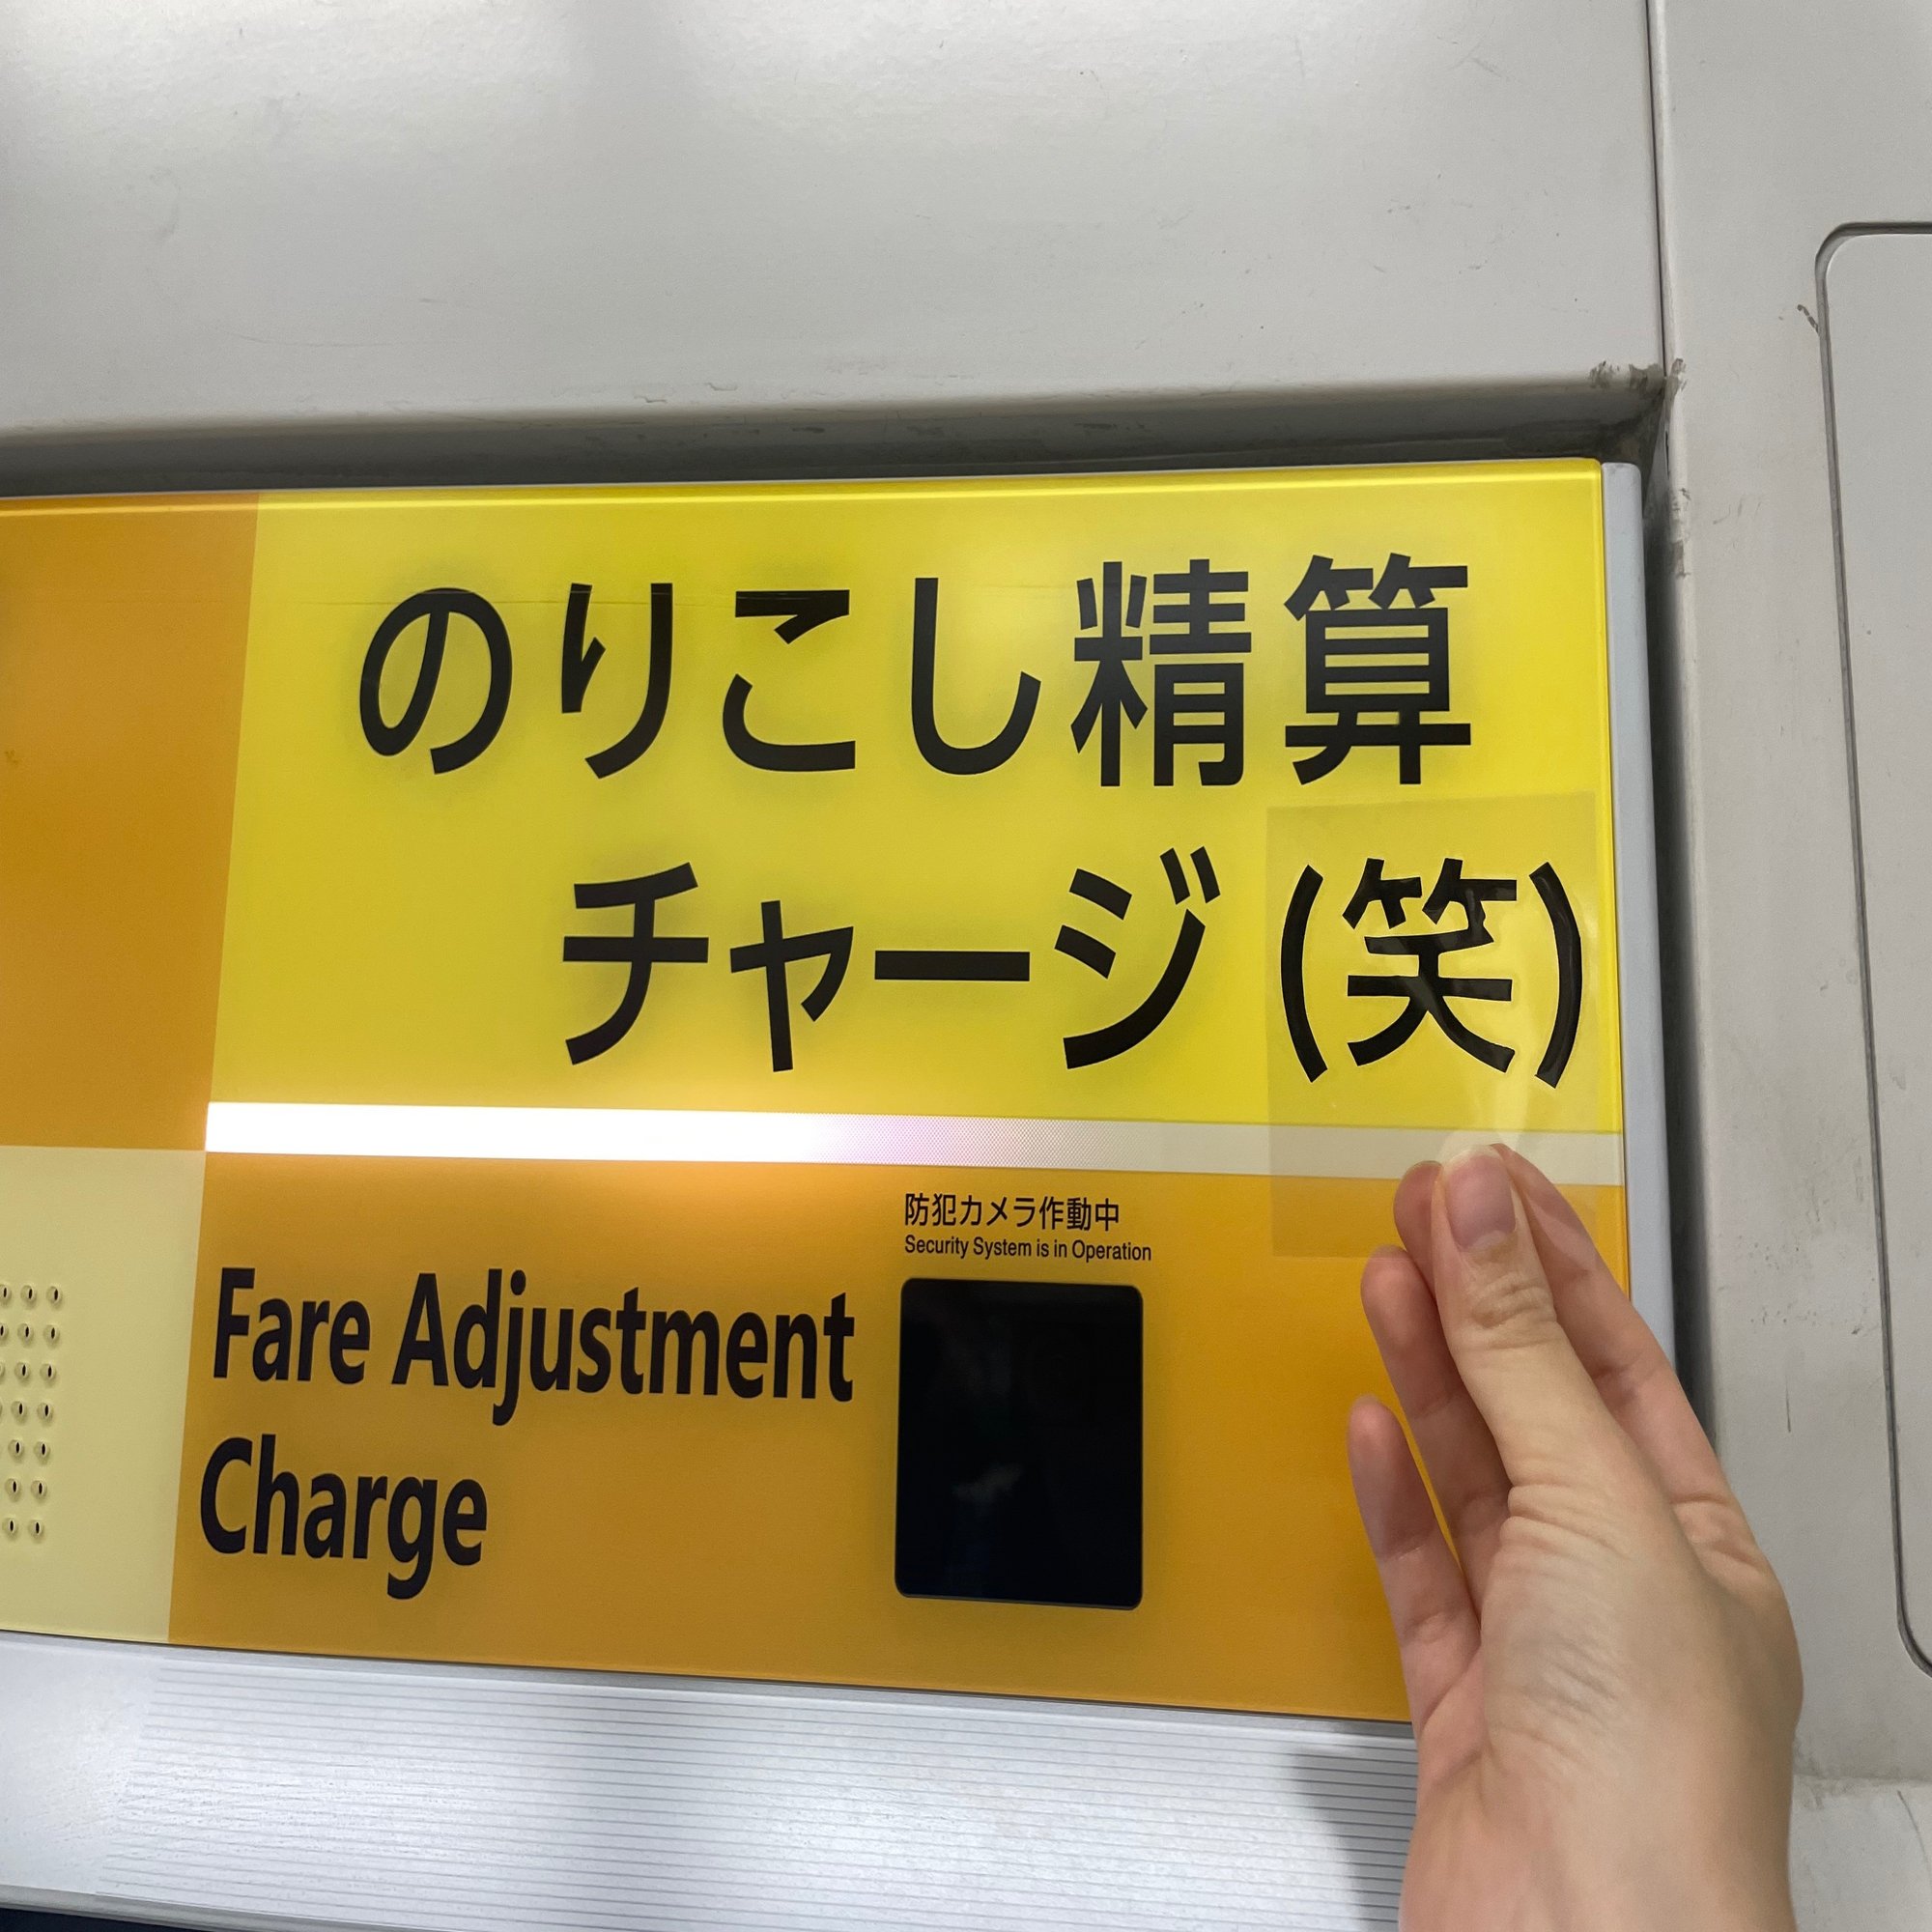 のりこし精算
チャージ(笑)
防犯カメラ作動中
Security System is in Operation
Fare Adjustment
Charge